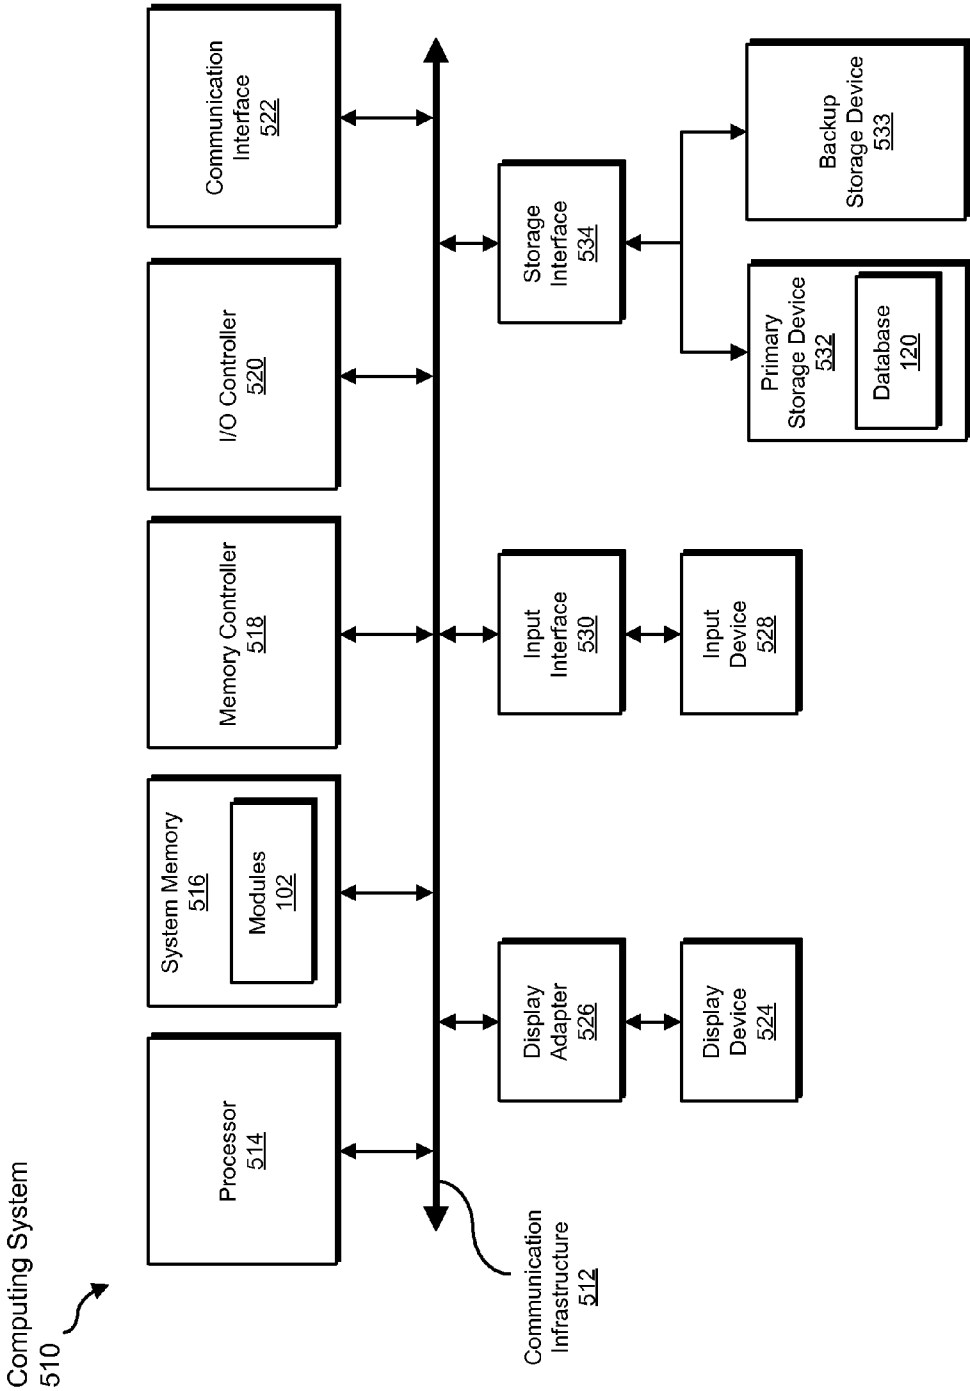 Computing System
510
Processor
514
System Memory
516
Modules
102
Memory Controller
518
I/O Controller
520
Communication
Interface
522
Communication
Infrastructure
512
Display
Adapter
526
Input
Interface
530
Storage
Interface
534
Display
Device
524
Input
Device
528
Primary
Storage Device
532
Database
120
Backup
Storage Device
533